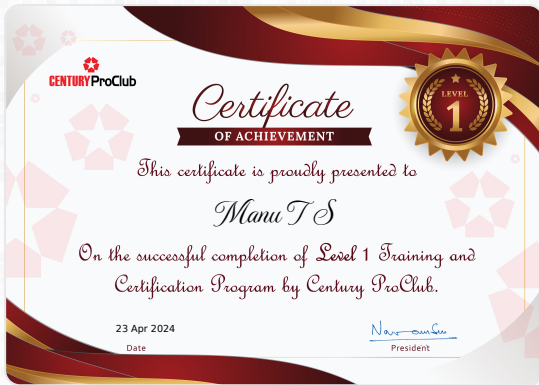 CENTURY ProClub
LEVEL
1
Certificate
OF ACHIEVEMENT
This certificate is proudly presented to
Manu T S
On the successful completion of Level 1 Training and
Certification Program by Century ProClub.
23 Apr 2024
Date
President